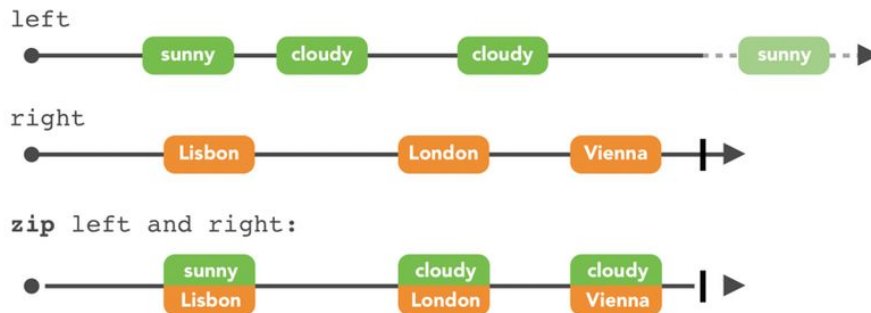 left
sunny cloudy cloudy sunny
right
Lisbon London Vienna
zip left and right:
sunny cloudy cloudy
Lisbon London Vienna